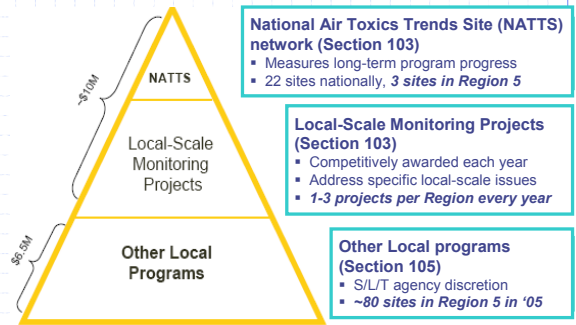 National Air Toxics Trends Site (NATTS)
network (Section 103)
▪ Measures long-term program progress
▪ 22 sites nationally, 3 sites in Region 5
NATTS
~$10M
Local-Scale Monitoring Projects
(Section 103)
▪ Competitively awarded each year
▪ Address specific local-scale issues
▪ 1-3 projects per Region every year
Local-Scale
Monitoring
Projects
$6.5M
Other Local
Programs
Other Local programs
(Section 105)
▪ S/L/T agency discretion
▪ ~80 sites in Region 5 in ‘05